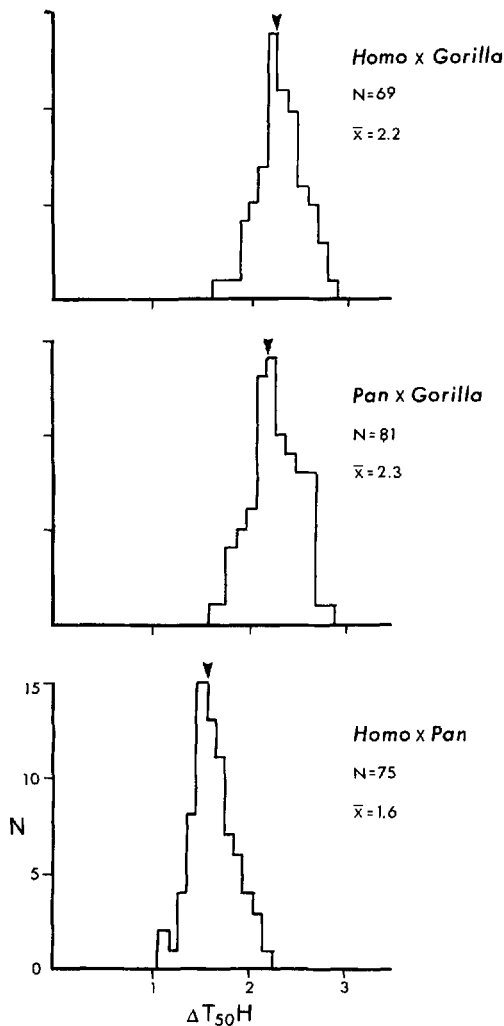 Homo x Gorilla
N=69
x̄ = 2.2
Pan x Gorilla
N=81
x̄ = 2.3
15
10
N
5
0
Homo x Pan
N=75
x̄ = 1.6
1 2 3
ΔT₅₀H